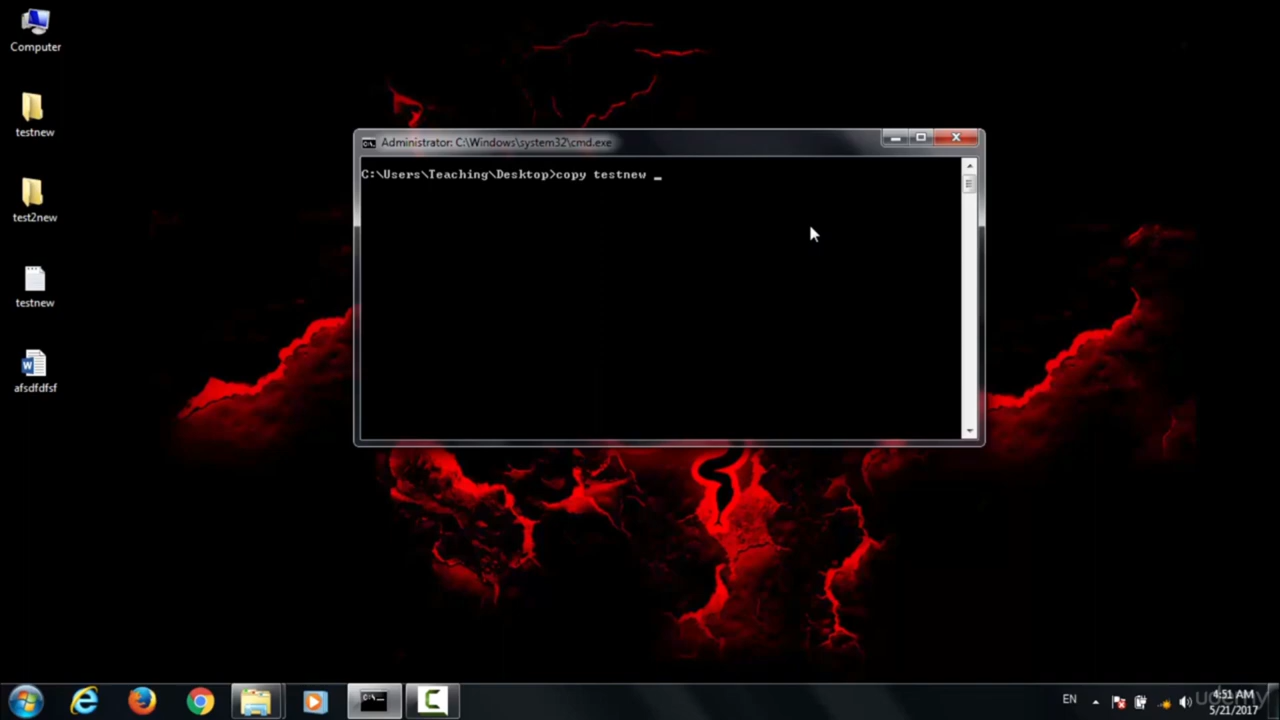 Computer
testnew
test2new
testnew
afsdfdfsf
Administrator: C:\Windows\system32\cmd.exe
C:\Users\Teaching\Desktop>copy testnew _
EN
4:51 AM
5/21/2017
udemy